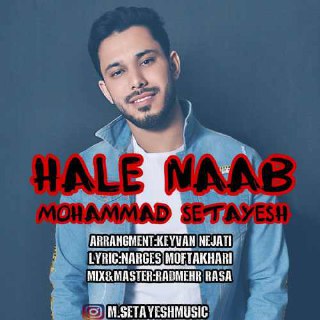 HALE NAAB
MOHAMMAD SETAYESH
ARRANGMENT:KEYVAN NEJATI
LYRIC:NARGES MOFTAKHARI
MIX&MASTER:RADMEHR RASA
M.SETAYESHMUSIC